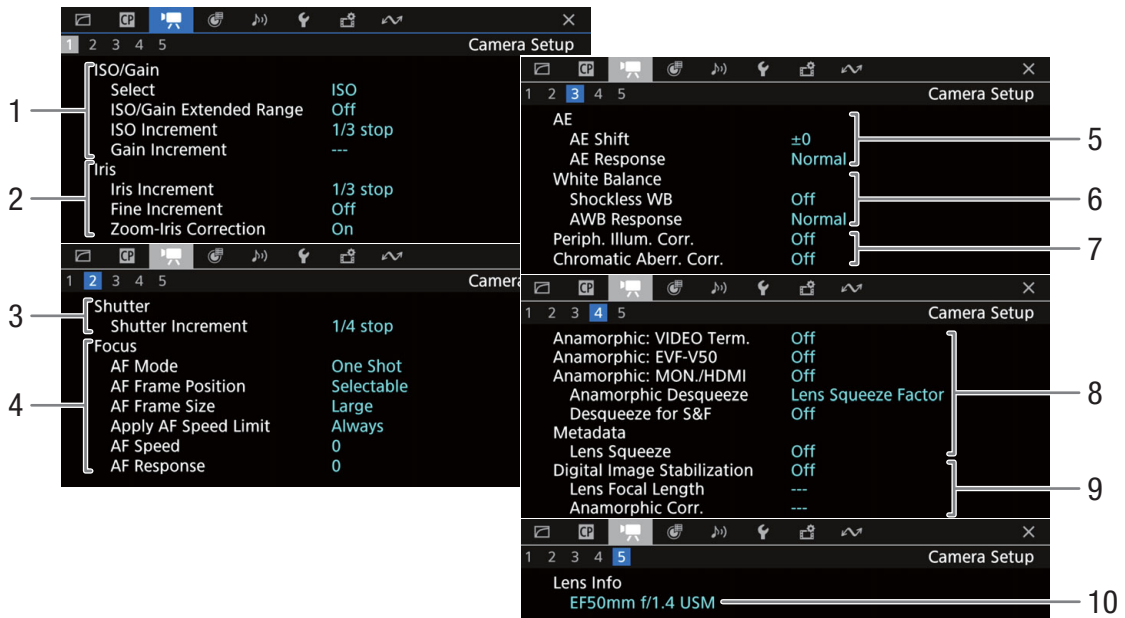 CP
1 2 3 4 5 Camera Setup
1
ISO/Gain
Select ISO
ISO/Gain Extended Range Off
ISO Increment 1/3 stop
Gain Increment ---
2
Iris
Iris Increment 1/3 stop
Fine Increment Off
Zoom-Iris Correction On
CP
1 2 3 4 5 Camer
3
Shutter
Shutter Increment 1/4 stop
4
Focus
AF Mode One Shot
AF Frame Position Selectable
AF Frame Size Large
Apply AF Speed Limit Always
AF Speed 0
AF Response 0
CP
1 2 3 4 5 Camera Setup
AE
AE Shift ±0
AE Response Normal
5
White Balance
Shockless WB Off
AWB Response Normal
6
Periph. Illum. Corr. Off
Chromatic Aberr. Corr. Off
7
CP
1 2 3 4 5 Camera Setup
Anamorphic: VIDEO Term. Off
Anamorphic: EVF-V50 Off
Anamorphic: MON./HDMI Off
Anamorphic Desqueeze Lens Squeeze Factor
Desqueeze for S&F Off
Metadata
Lens Squeeze Off
8
Digital Image Stabilization Off
Lens Focal Length ---
Anamorphic Corr. ---
9
CP
1 2 3 4 5 Camera Setup
Lens Info
EF50mm f/1.4 USM
10